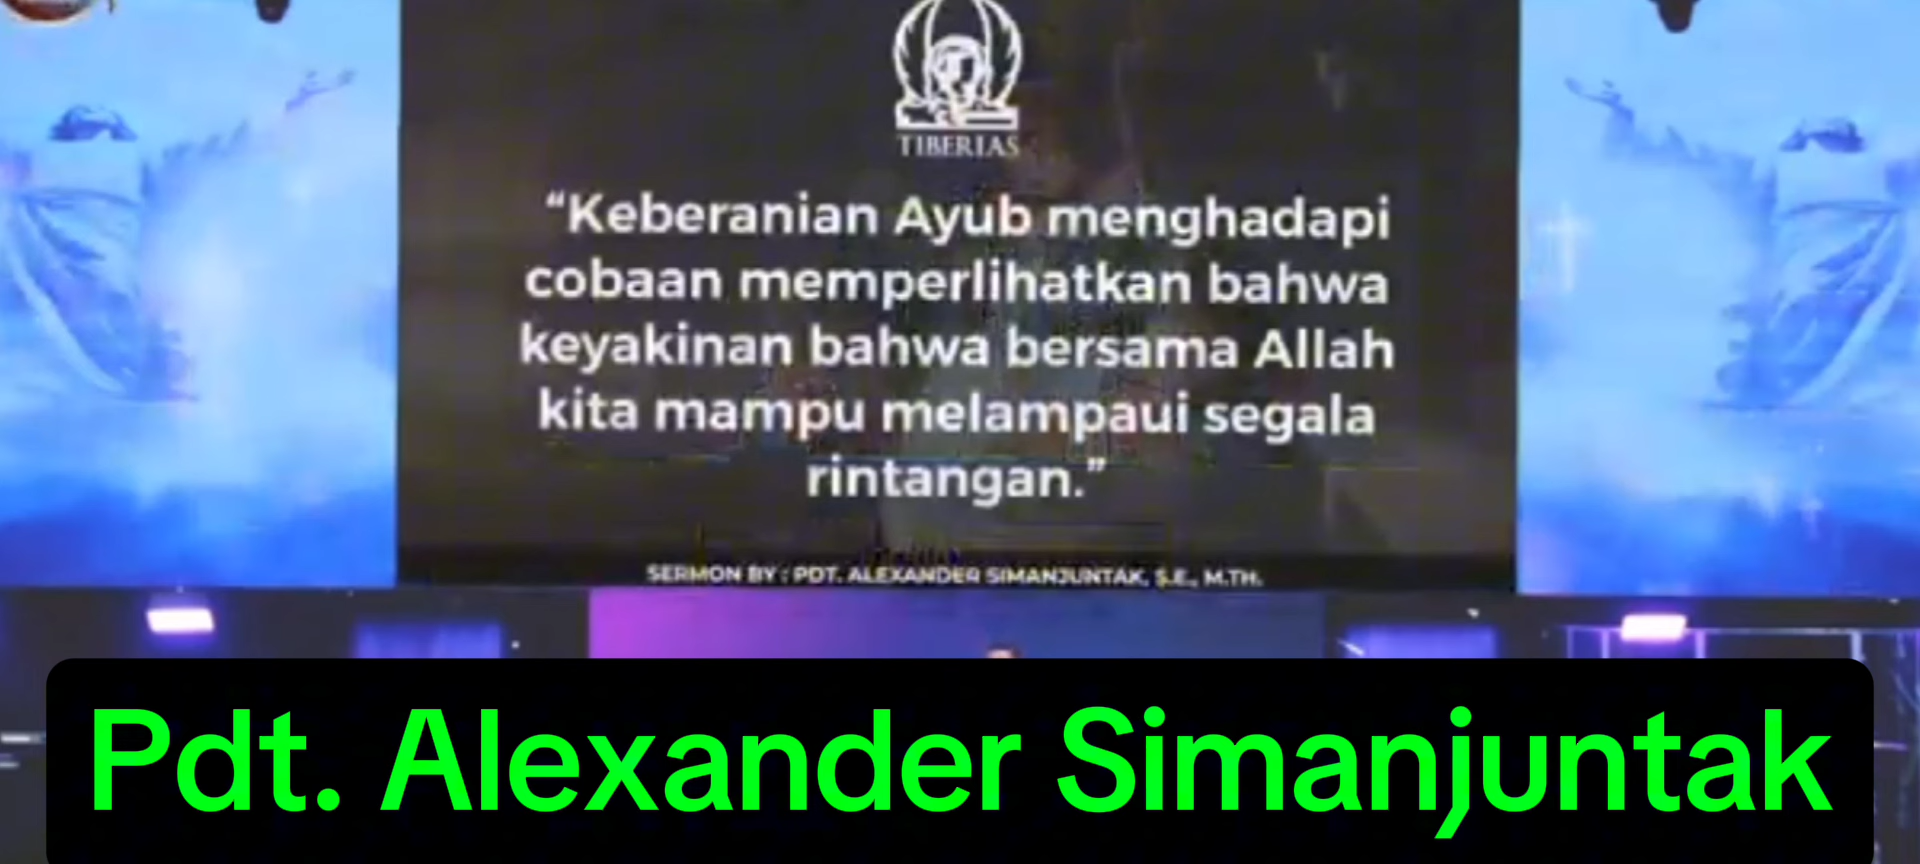 TIBERIAS
“Keberanian Ayub menghadapi
cobaan memperlihatkan bahwa
keyakinan bahwa bersama Allah
kita mampu melampaui segala
rintangan.”
SERMON BY : PDT. ALEXANDER SIMANJUNTAK, S.E., M.TH.
Pdt. Alexander Simanjuntak